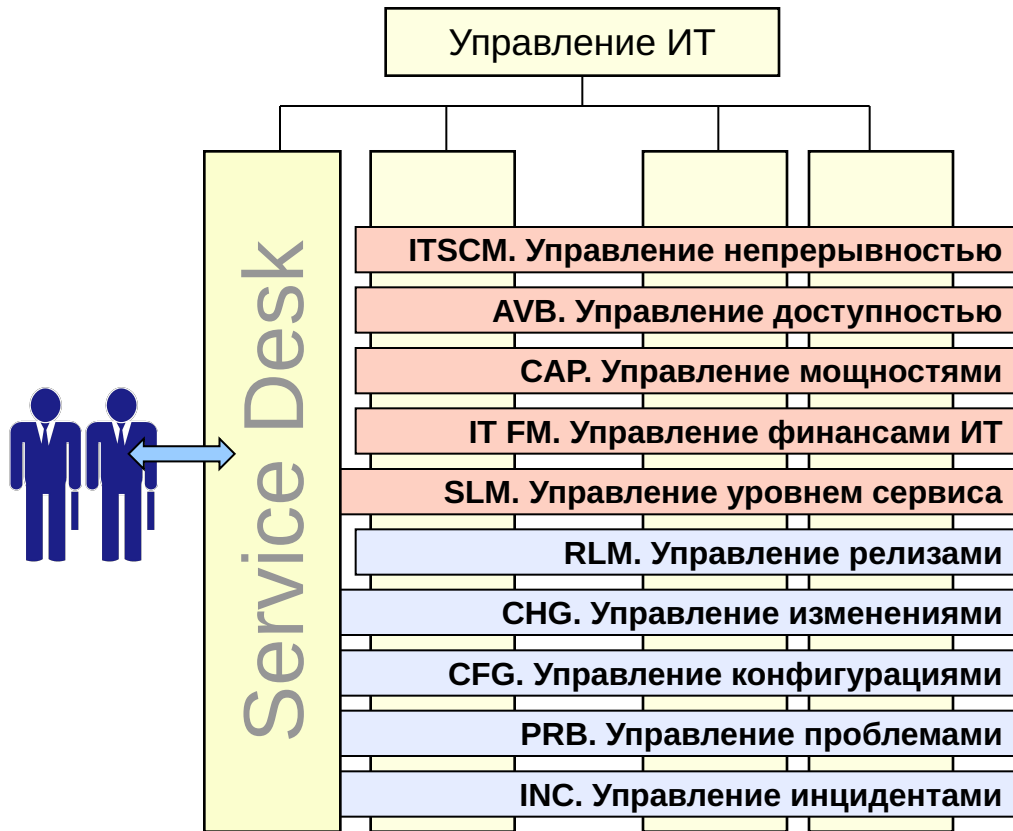 Управление ИТ
Service Desk
ITSCM. Управление непрерывностью
AVB. Управление доступностью
CAP. Управление мощностями
IT FM. Управление финансами ИТ
SLM. Управление уровнем сервиса
RLM. Управление релизами
CHG. Управление изменениями
CFG. Управление конфигурациями
PRB. Управление проблемами
INC. Управление инцидентами